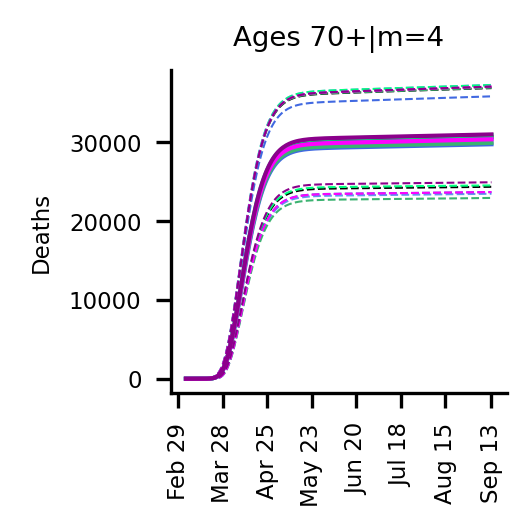 Ages 70+|m=4
Deaths
30000
20000
10000
0
Feb 29
Mar 28
Apr 25
May 23
Jun 20
Jul 18
Aug 15
Sep 13